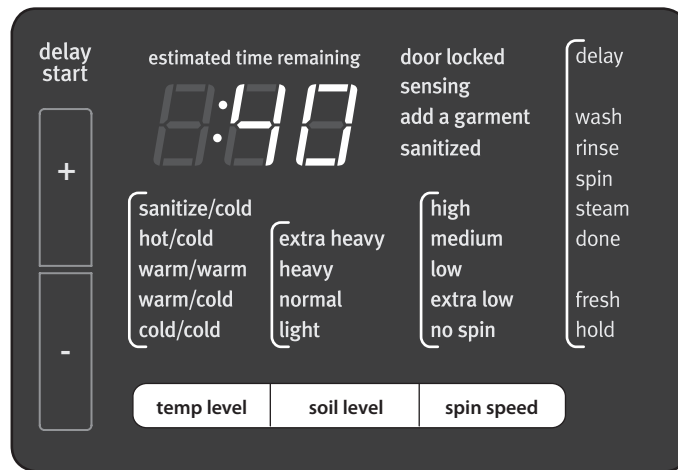 delay
start
+
-
estimated time remaining
:40
door locked
sensing
add a garment
sanitized
delay
wash
rinse
spin
steam
done
fresh
hold
sanitize/cold
hot/cold
warm/warm
warm/cold
cold/cold
extra heavy
heavy
normal
light
high
medium
low
extra low
no spin
temp level
soil level
spin speed